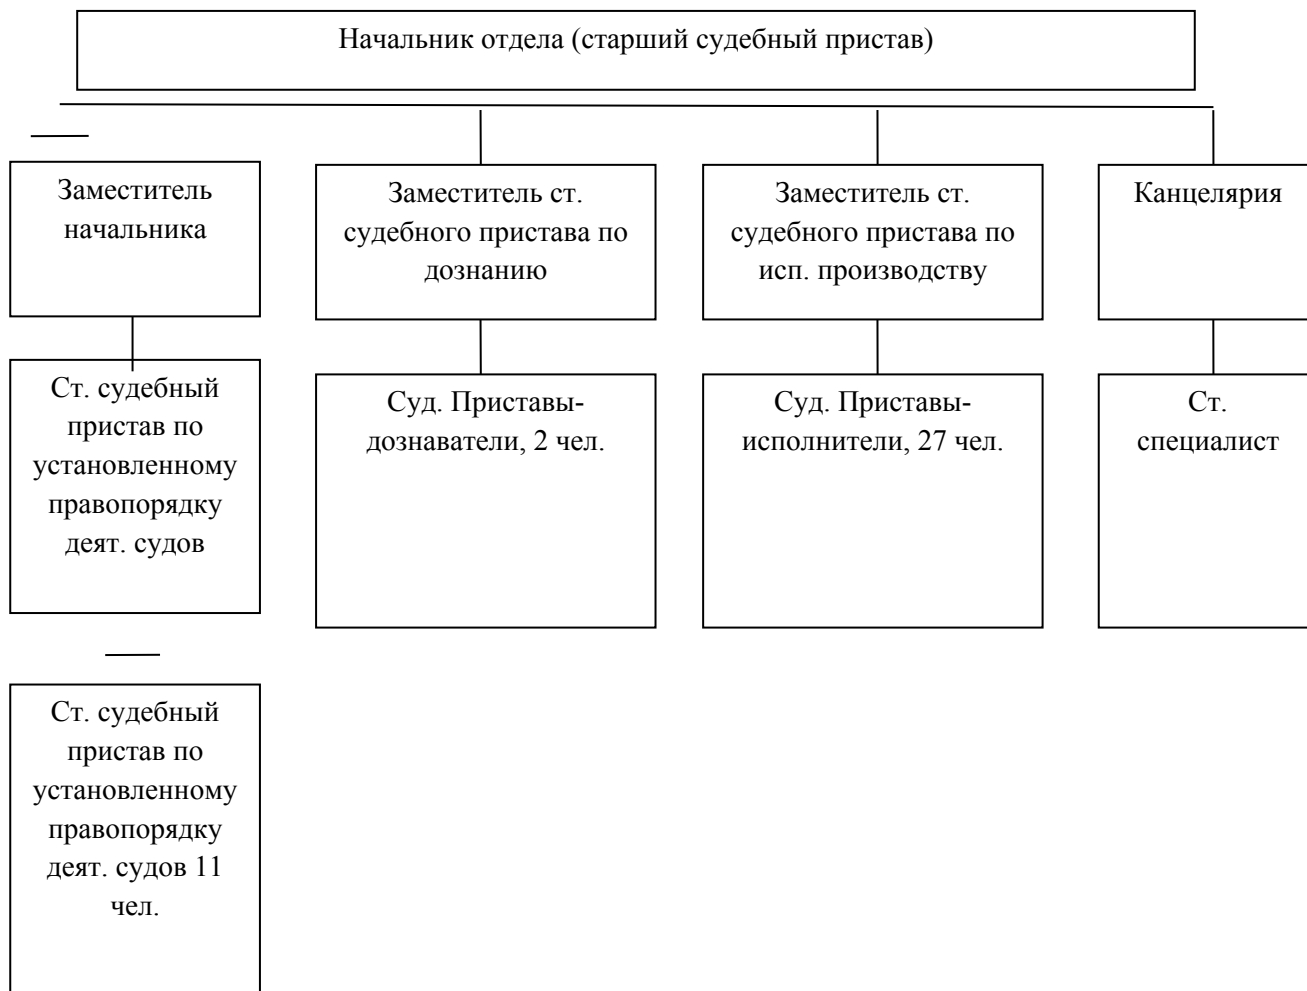 Начальник отдела (старший судебный пристав)
Заместитель
начальника
Заместитель ст.
судебного пристава по
дознанию
Заместитель ст.
судебного пристава по
исп. производству
Канцелярия
Ст. судебный
пристав по
установленному
правопорядку
деят. судов
Суд. Приставы-
дознаватели, 2 чел.
Суд. Приставы-
исполнители, 27 чел.
Ст.
специалист
Ст. судебный
пристав по
установленному
правопорядку
деят. судов 11
чел.